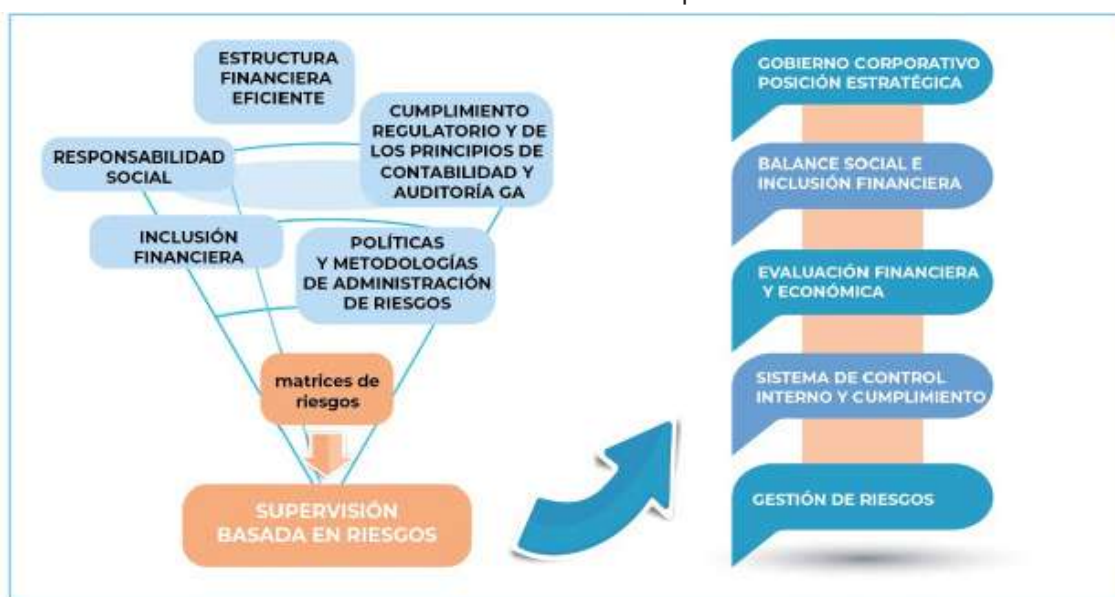 ESTRUCTURA
FINANCIERA
EFICIENTE
CUMPLIMIENTO
REGULATORIO Y DE
LOS PRINCIPIOS DE
CONTABILIDAD Y
AUDITORÍA GA
RESPONSABILIDAD
SOCIAL
INCLUSIÓN
FINANCIERA
POLÍTICAS
Y METODOLOGÍAS
DE ADMINISTRACIÓN
DE RIESGOS
matrices de
riesgos
SUPERVISIÓN
BASADA EN RIESGOS
GOBIERNO CORPORATIVO
POSICIÓN ESTRATÉGICA
BALANCE SOCIAL E
INCLUSIÓN FINANCIERA
EVALUACIÓN FINANCIERA
Y ECONÓMICA
SISTEMA DE CONTROL
INTERNO Y CUMPLIMIENTO
GESTIÓN DE RIESGOS